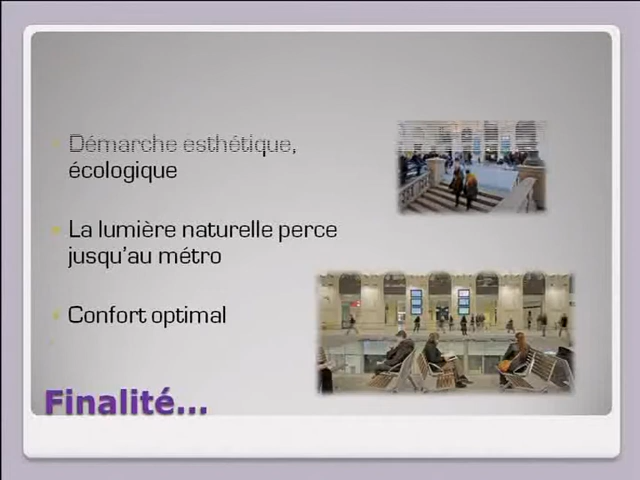 Démarche esthétique,
écologique
La lumière naturelle perce
jusqu'au métro
Confort optimal
Finalité...